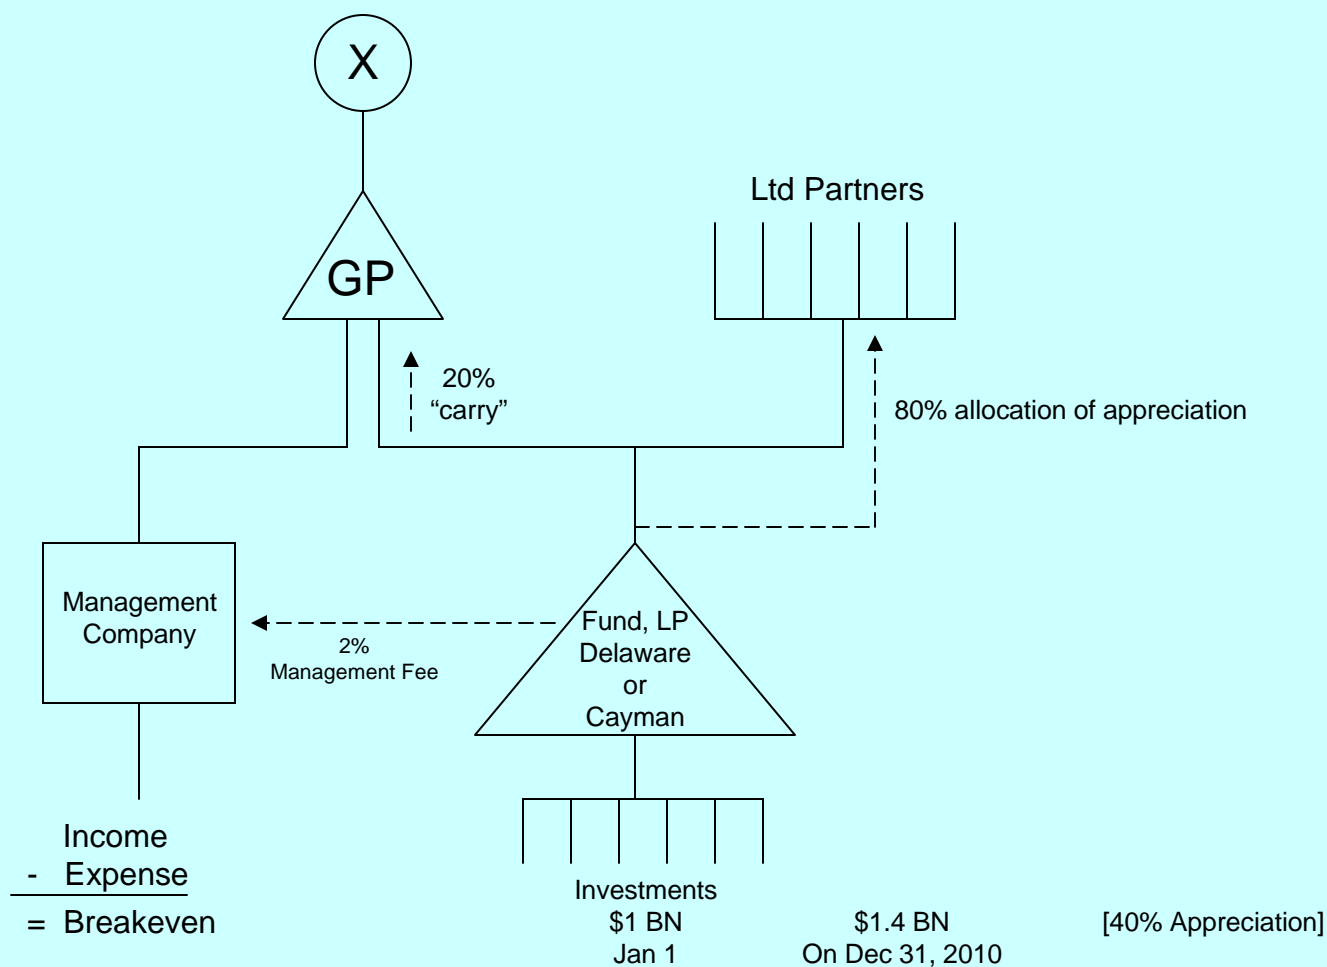 X
Ltd Partners
GP
20%
“carry”
80% allocation of appreciation
Management
Company
2%
Management Fee
Fund, LP
Delaware
or
Cayman
Income
- Expense
= Breakeven
Investments
$1 BN
Jan 1
$1.4 BN
On Dec 31, 2010
[40% Appreciation]